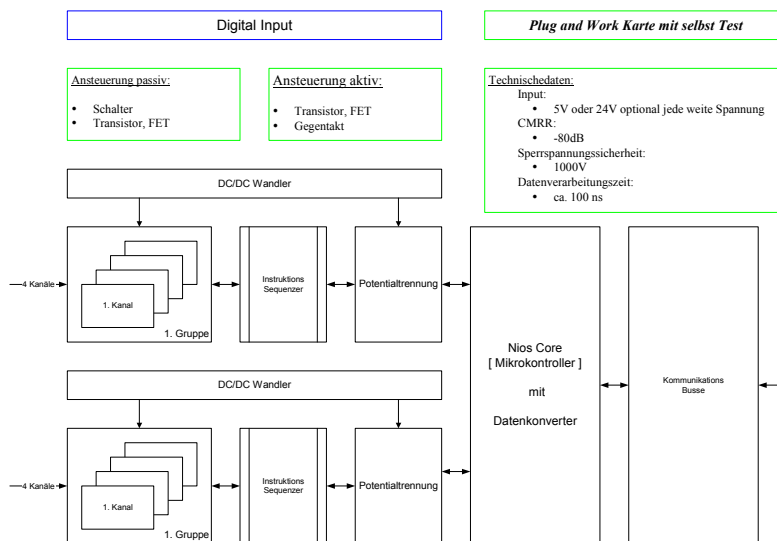 Digital Input
Plug and Work Karte mit selbst Test
Ansteuerung passiv:
• Schalter
• Transistor, FET
Ansteuerung aktiv:
• Transistor, FET
• Gegentakt
Technischedaten:
Input:
• 5V oder 24V optional jede weite Spannung
CMRR:
• -80dB
Sperrspannungssicherheit:
• 1000V
Datenverarbeitungszeit:
• ca. 100 ns
DC/DC Wandler
4 Kanäle
1. Kanal
1. Gruppe
Instruktions
Sequenzer
Potentialtrennung
Nios Core
[ Mikrokontroller ]
mit
Datenkonverter
Kommunikations
Busse
DC/DC Wandler
4 Kanäle
1. Kanal
1. Gruppe
Instruktions
Sequenzer
Potentialtrennung